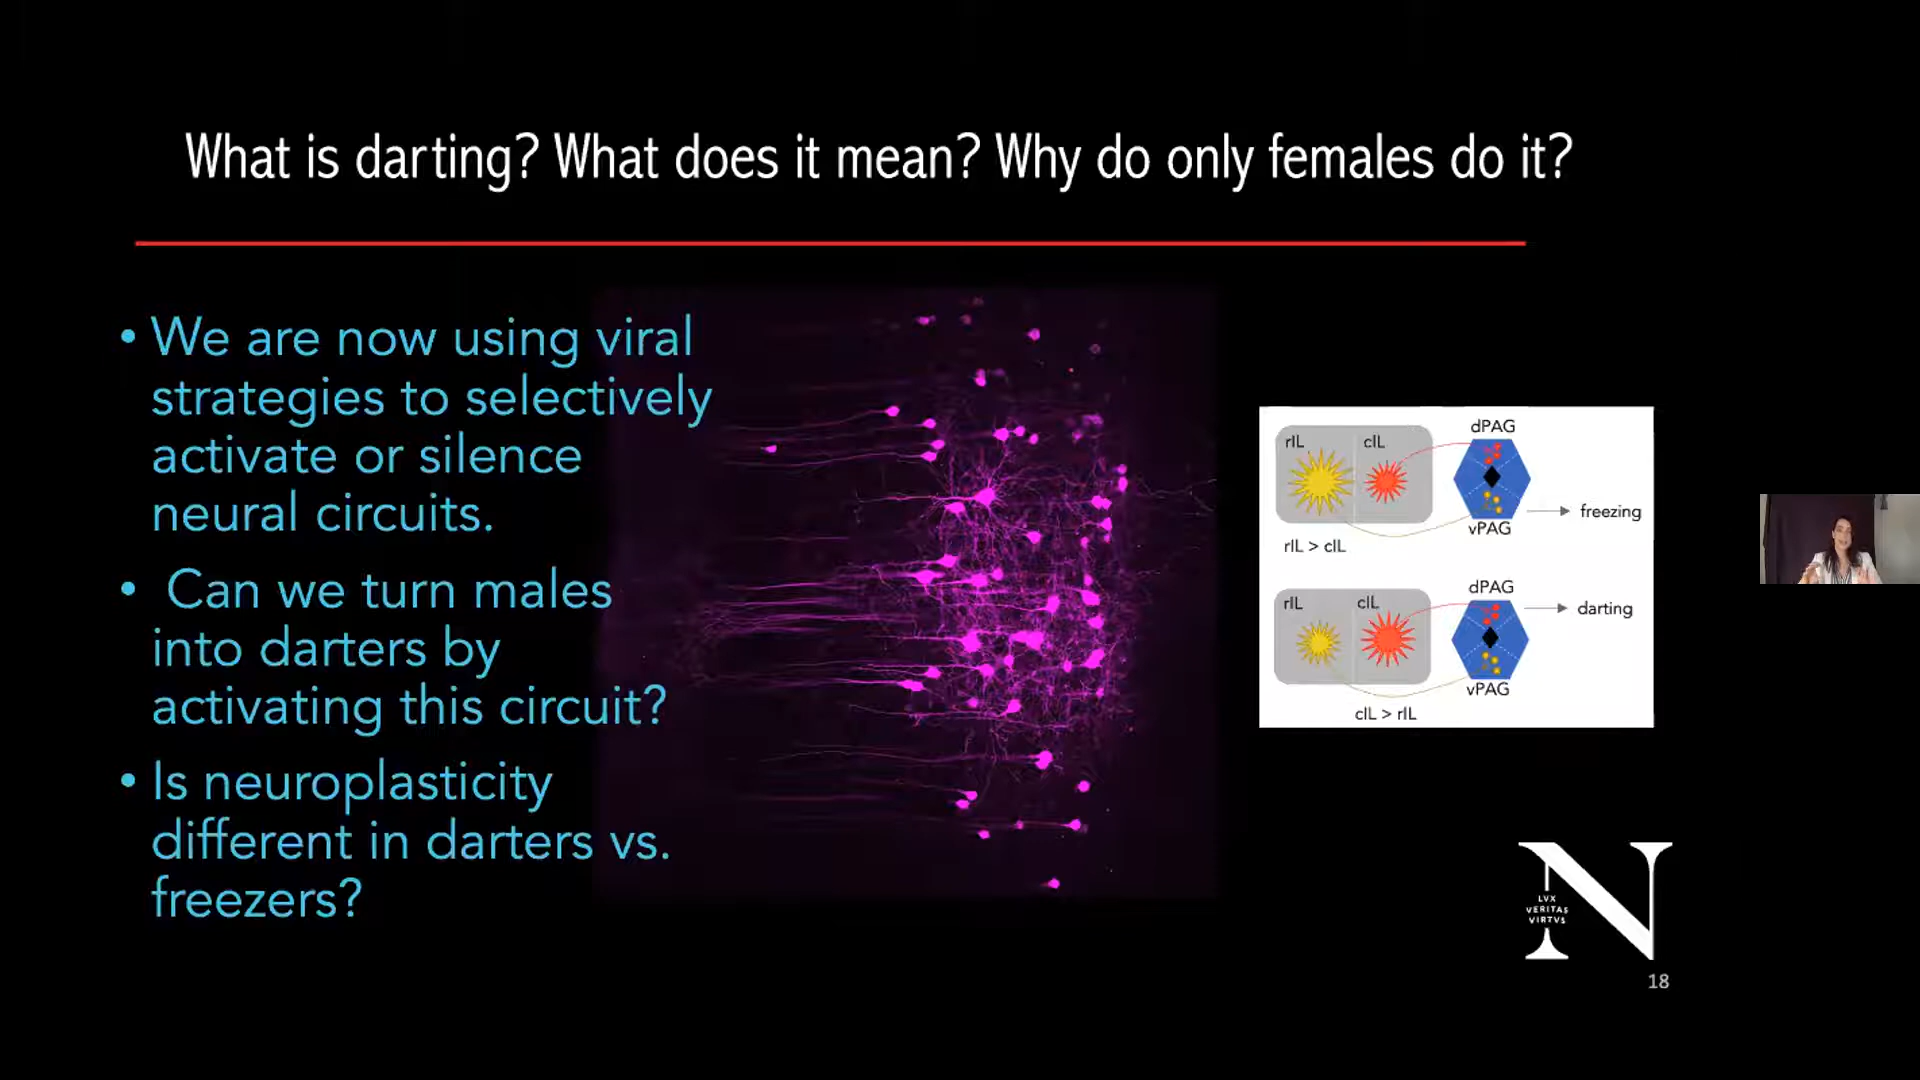 What is darting? What does it mean? Why do only females do it?
• We are now using viral
strategies to selectively
activate or silence
neural circuits.
• Can we turn males
into darters by
activating this circuit?
• Is neuroplasticity
different in darters vs.
freezers?
rIL cIL dPAG
vPAG
freezing
rIL > cIL
rIL cIL dPAG
darting
vPAG
cIL > rIL
LVX
VERITAS
VIRTVS
18